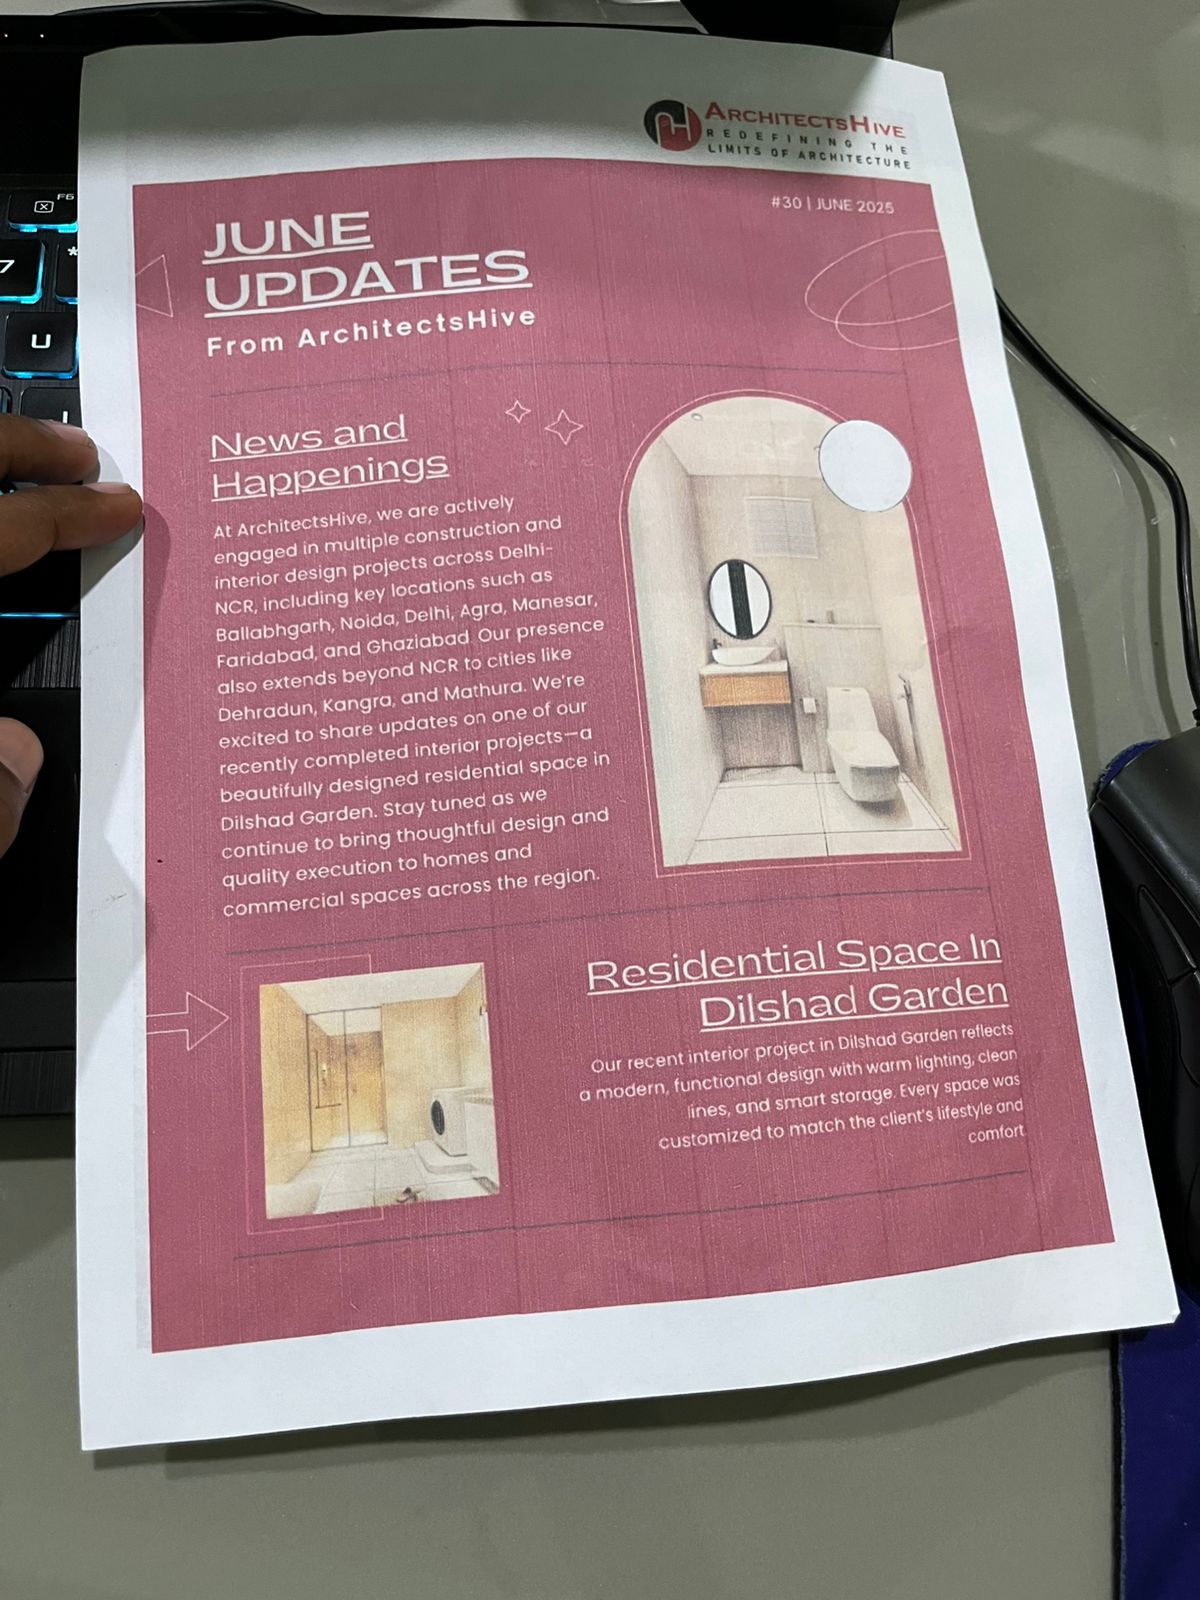 ARCHITECTSHIVE
REDEFINING THE
LIMITS OF ARCHITECTURE
#30 | JUNE 2025
JUNE
UPDATES
From ArchitectsHive
News and
Happenings
At ArchitectsHive, we are actively
engaged in multiple construction and
interior design projects across Delhi-
NCR, including key locations such as
Ballabhgarh, Noida, Delhi, Agra, Manesar,
Faridabad, and Ghaziabad. Our presence
also extends beyond NCR to cities like
Dehradun, Kangra, and Mathura. We're
excited to share updates on one of our
recently completed interior projects—a
beautifully designed residential space in
Dilshad Garden. Stay tuned as we
continue to bring thoughtful design and
quality execution to homes and
commercial spaces across the region.
Residential Space In
Dilshad Garden
Our recent interior project in Dilshad Garden reflects
a modern, functional design with warm lighting, clean
lines, and smart storage. Every space was
customized to match the client's lifestyle and
comfort
F5
7
*
U